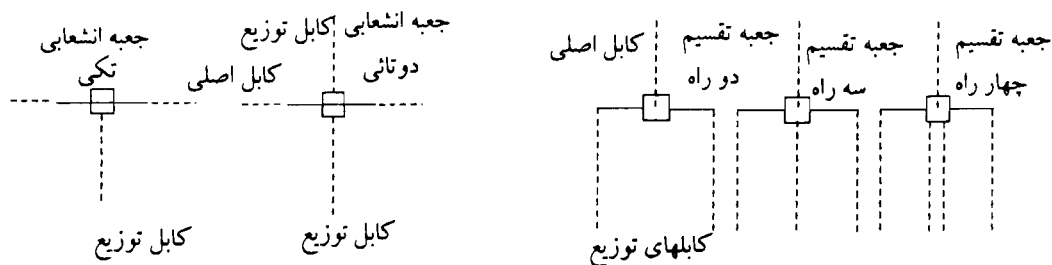 جعبه تقسیم
چهار راه
جعبه تقسیم
سه راه
جعبه تقسیم
دو راه
کابل اصلی
کابلهای توزیع
جعبه انشعابی
دوتائی
کابل توزیع
کابل اصلی
کابل توزیع
جعبه انشعابی
تکی
کابل توزیع